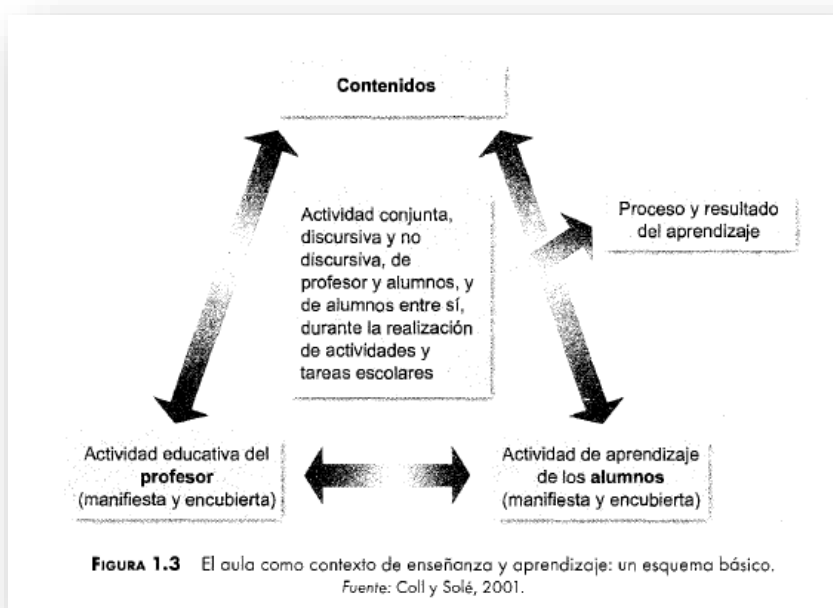 Contenidos
Actividad conjunta,
discursiva y no
discursiva, de
profesor y alumnos, y
de alumnos entre sí,
durante la realización
de actividades y
tareas escolares
Proceso y resultado
del aprendizaje
Actividad educativa del
profesor
(manifiesta y encubierta)
Actividad de aprendizaje
de los alumnos
(manifiesta y encubierta)
FIGURA 1.3 El aula como contexto de enseñanza y aprendizaje: un esquema básico.
Fuente: Coll y Solé, 2001.